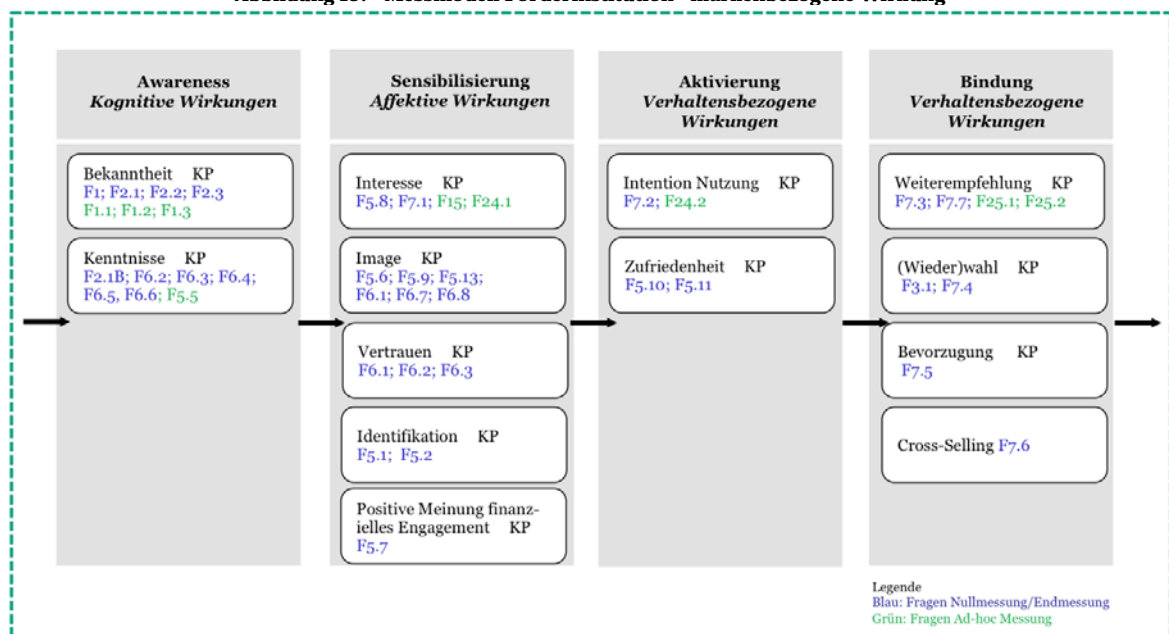 Awareness
Kognitive Wirkungen
Bekanntheit KP
F1; F2.1; F2.2; F2.3
F1.1; F1.2; F1.3
Kenntnisse KP
F2.1B; F6.2; F6.3; F6.4;
F6.5, F6.6; F5.5
Sensibilisierung
Affektive Wirkungen
Interesse KP
F5.8; F7.1; F15; F24.1
Image KP
F5.6; F5.9; F5.13;
F6.1; F6.7; F6.8
Vertrauen KP
F6.1; F6.2; F6.3
Identifikation KP
F5.1; F5.2
Positive Meinung finanz-
ielles Engagement KP
F5.7
Aktivierung
Verhaltensbezogene
Wirkungen
Intention Nutzung KP
F7.2; F24.2
Zufriedenheit KP
F5.10; F5.11
Bindung
Verhaltensbezogene
Wirkungen
Weiterempfehlung KP
F7.3; F7.7; F25.1; F25.2
(Wieder)wahl KP
F3.1; F7.4
Bevorzugung KP
F7.5
Cross-Selling F7.6
Legende
Blau: Fragen Nullmessung/Endmessung
Grün: Fragen Ad-hoc Messung